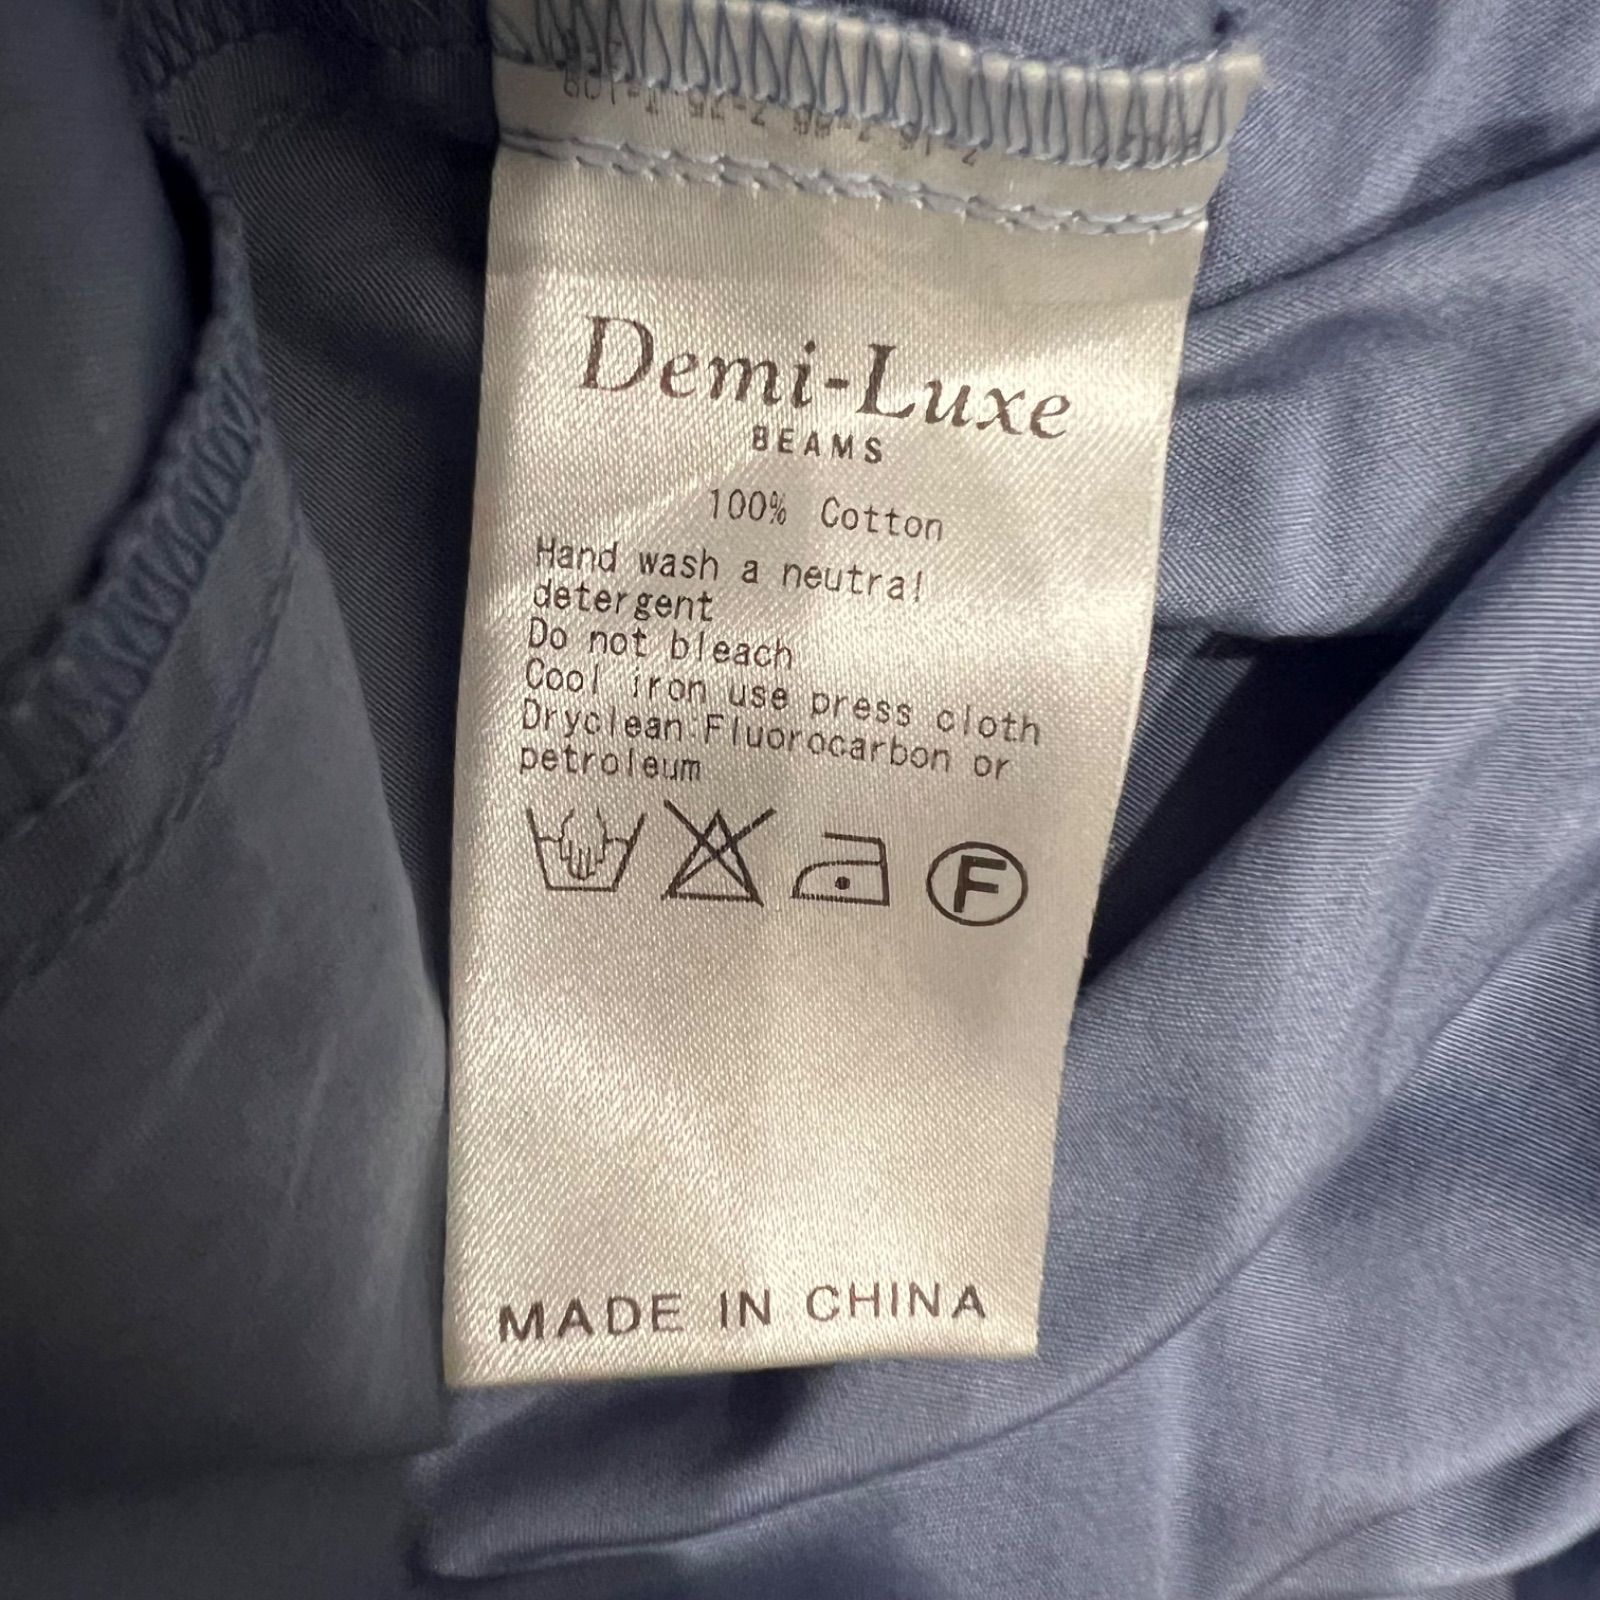 Demi-Luxe
BEAMS
100% Cotton
Hand wash a neutral
detergent
Do not bleach
Cool iron use press cloth
Dryclean:Fluorocarbon or
petroleum
F
MADE IN CHINA